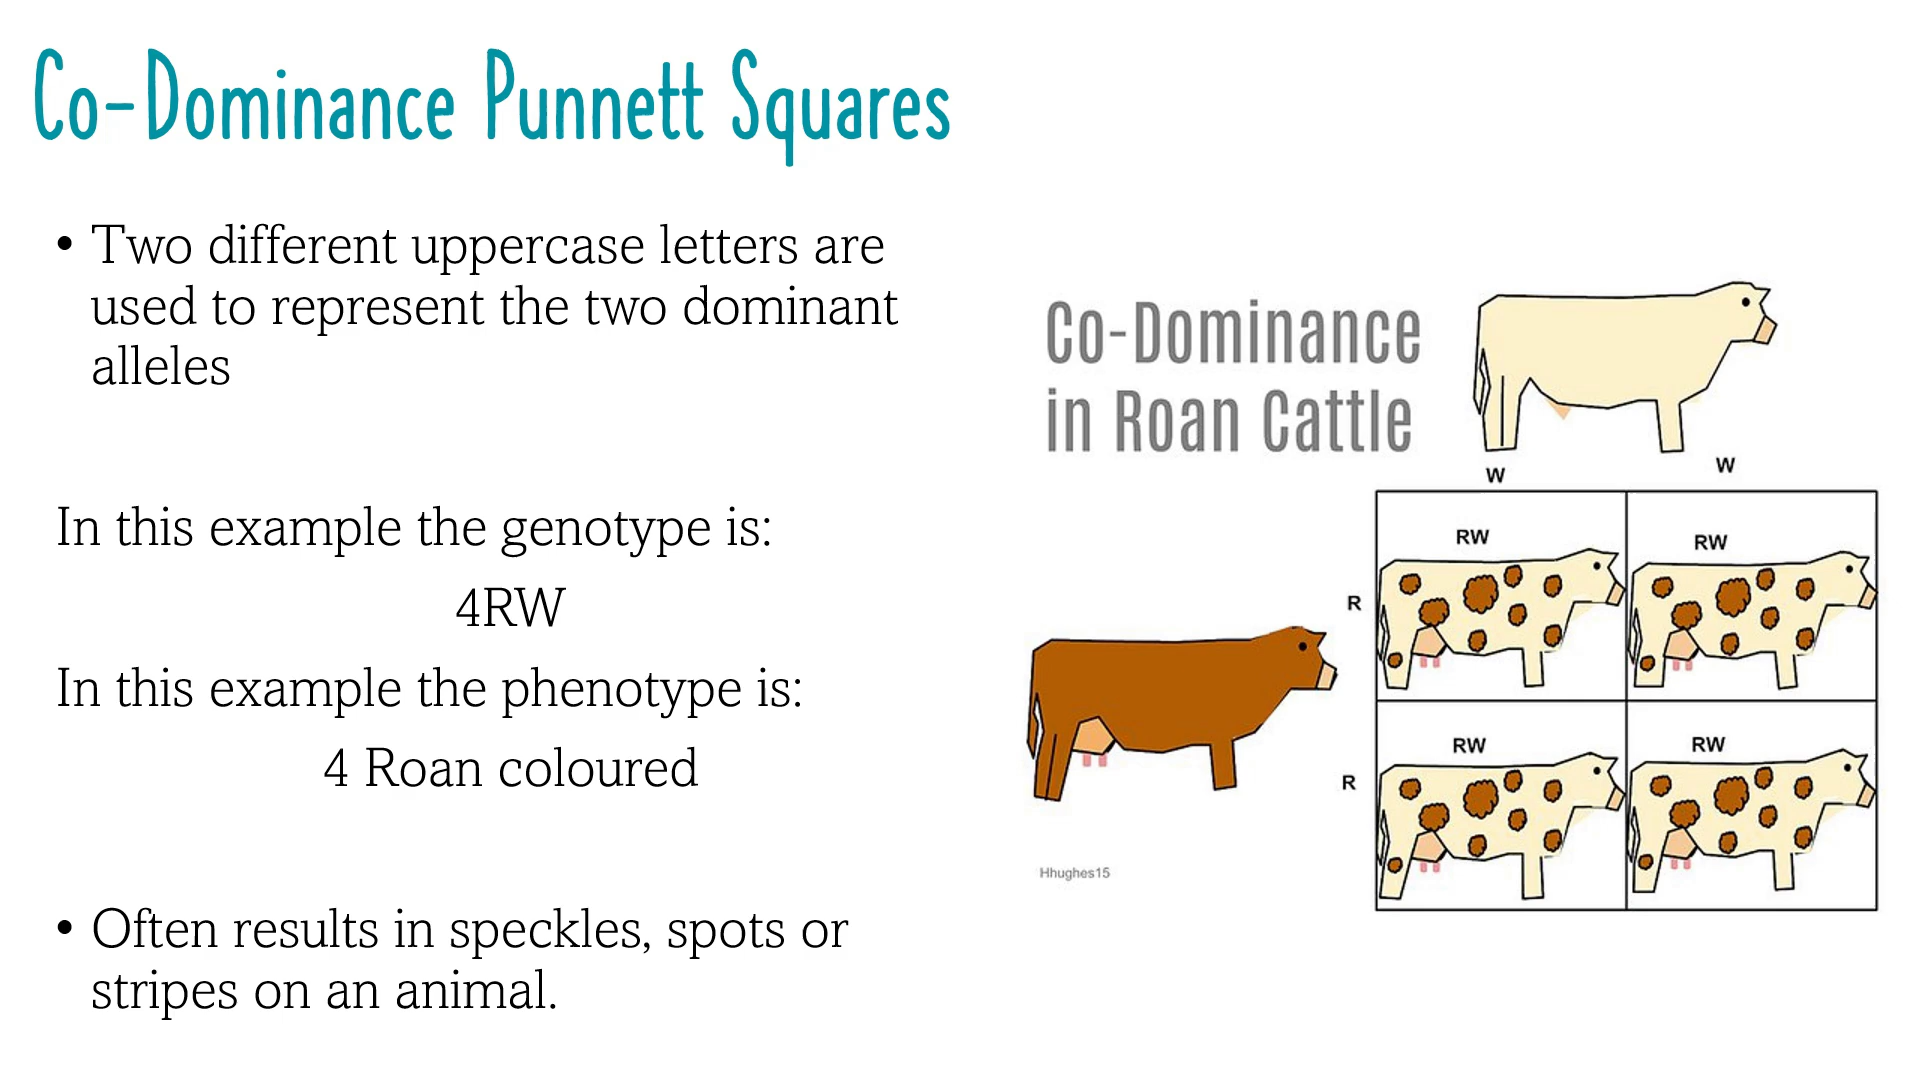 Co-Dominance Punnett Squares
• Two different uppercase letters are
used to represent the two dominant
alleles
In this example the genotype is:
4RW
In this example the phenotype is:
4 Roan coloured
• Often results in speckles, spots or
stripes on an animal.
Co-Dominance
in Roan Cattle
W W
RW RW
R
RW RW
R
Hhughes15